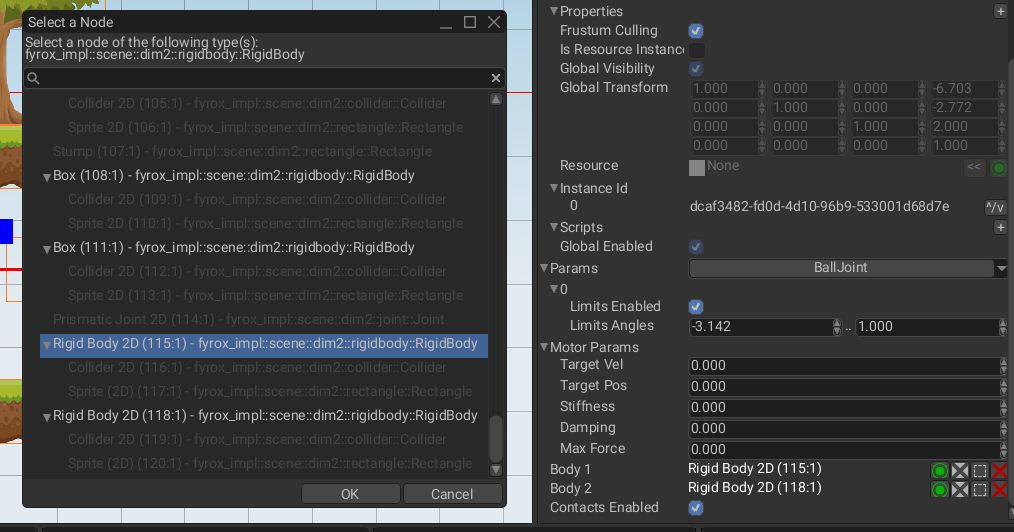 Select a Node
Select a node of the following type(s):
fyrox_impl::scene::dim2::rigidbody::RigidBody
Collider 2D (105:1) - fyrox_impl::scene::dim2::collider::Collider
Sprite 2D (106:1) - fyrox_impl::scene::dim2::rectangle::Rectangle
Stump (107:1) - fyrox_impl::scene::dim2::rectangle::Rectangle
Box (108:1) - fyrox_impl::scene::dim2::rigidbody::RigidBody
Collider 2D (109:1) - fyrox_impl::scene::dim2::collider::Collider
Sprite 2D (110:1) - fyrox_impl::scene::dim2::rectangle::Rectangle
Box (111:1) - fyrox_impl::scene::dim2::rigidbody::RigidBody
Collider 2D (112:1) - fyrox_impl::scene::dim2::collider::Collider
Sprite 2D (113:1) - fyrox_impl::scene::dim2::rectangle::Rectangle
Prismatic Joint 2D (114:1) - fyrox_impl::scene::dim2::joint::Joint
Rigid Body 2D (115:1) - fyrox_impl::scene::dim2::rigidbody::RigidBody
Collider 2D (116:1) - fyrox_impl::scene::dim2::collider::Collider
Sprite (2D) (117:1) - fyrox_impl::scene::dim2::rectangle::Rectangle
Rigid Body 2D (118:1) - fyrox_impl::scene::dim2::rigidbody::RigidBody
Collider 2D (119:1) - fyrox_impl::scene::dim2::collider::Collider
Sprite (2D) (120:1) - fyrox_impl::scene::dim2::rectangle::Rectangle
OK Cancel
Properties +
Frustum Culling
Is Resource Instanc
Global Visibility
Global Transform 1.000 0.000 0.000 -6.703
0.000 1.000 0.000 -2.772
0.000 0.000 1.000 2.000
0.000 0.000 0.000 1.000
Resource None <<
Instance Id
0 dcaf3482-fd0d-4d10-96b9-533001d68d7e ^/v
Scripts +
Global Enabled
Params BallJoint
0
Limits Enabled
Limits Angles -3.142 .. 1.000
Motor Params
Target Vel 0.000
Target Pos 0.000
Stiffness 0.000
Damping 0.000
Max Force 0.000
Body 1 Rigid Body 2D (115:1)
Body 2 Rigid Body 2D (118:1)
Contacts Enabled